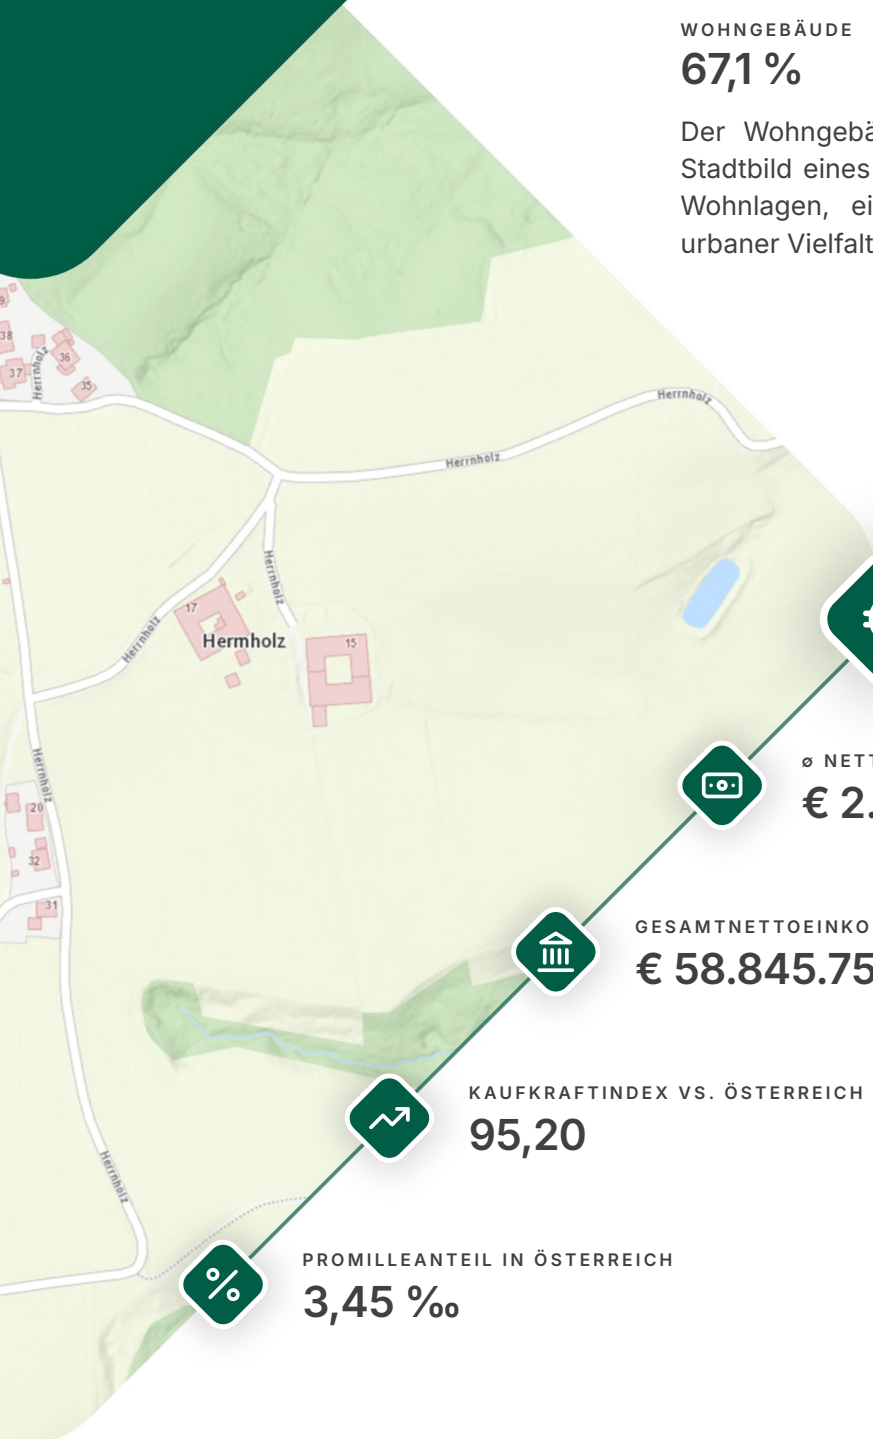 WOHNGEBÄUDE
67,1 %
Der Wohngebä
Stadtbild eines
Wohnlagen, ei
urbaner Vielfalt
9
38
37
Herrnholz
36
35
Herrnholz
Herrnholz
Herrnholz
17
Herrnholz
Hermholz
15
Herrnholz
20
32
31
ø NETT
€ 2.
GESAMTNETTOEINKO
€ 58.845.75
KAUFKRAFTINDEX VS. ÖSTERREICH
95,20
Herrnholz
PROMILLEANTEIL IN ÖSTERREICH
3,45 ‰